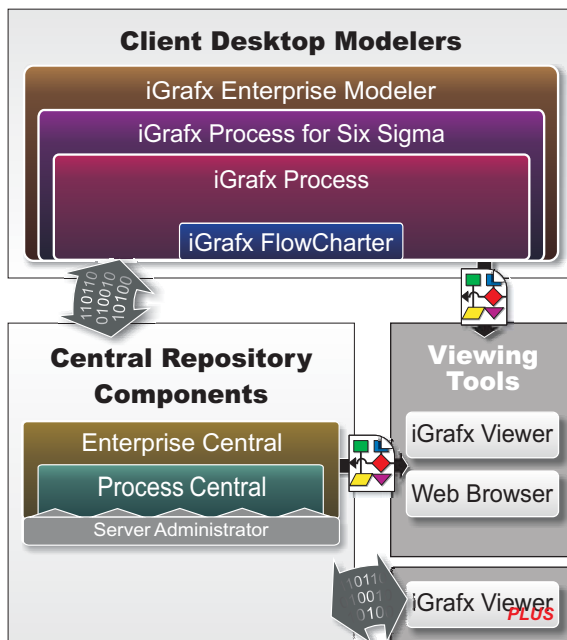 Client Desktop Modelers
iGrafx Enterprise Modeler
iGrafx Process for Six Sigma
iGrafx Process
iGrafx FlowCharter
110110
010010
10100
Central Repository
Components
Enterprise Central
Process Central
Server Administrator
Viewing
Tools
iGrafx Viewer
Web Browser
iGrafx Viewer
PLUS